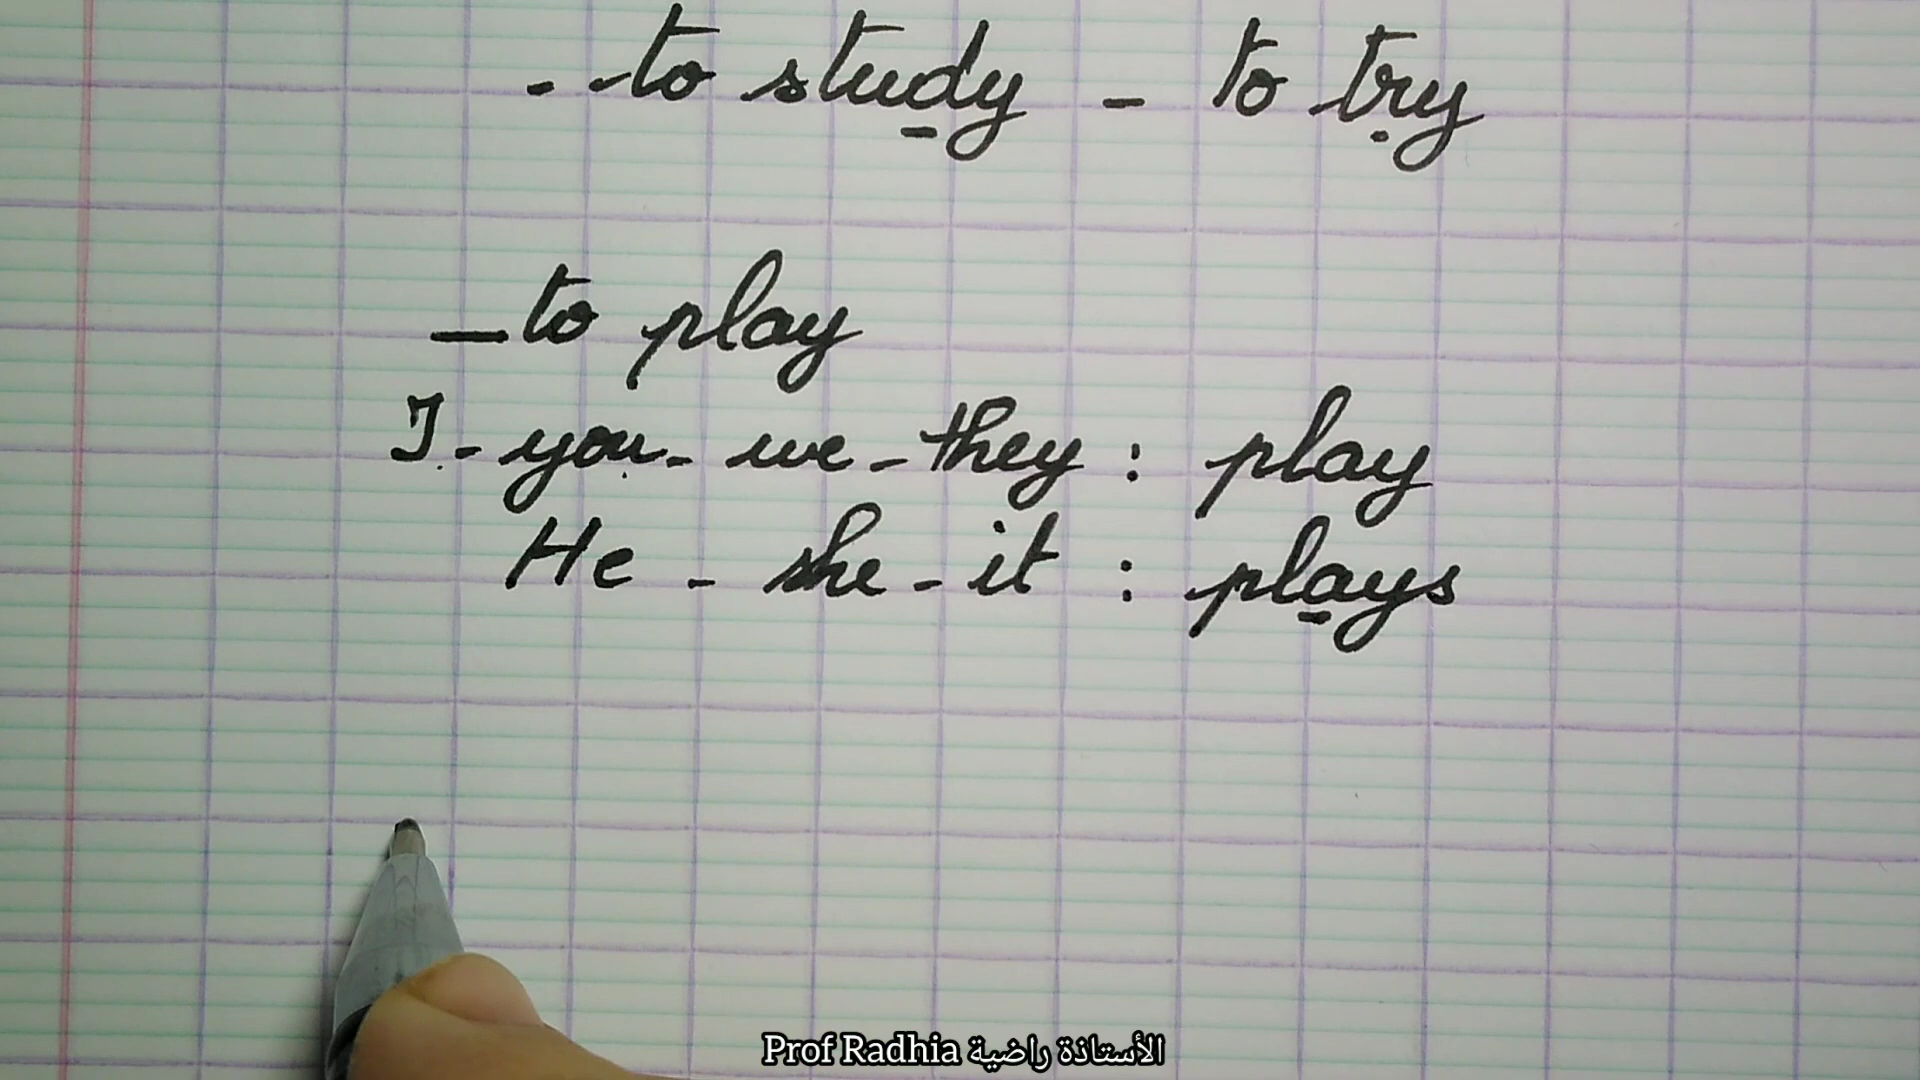 - - to study - to try
- to play
I - you - we - they : play
He - she - it : plays
Prof Radhia الأستاذة راضية